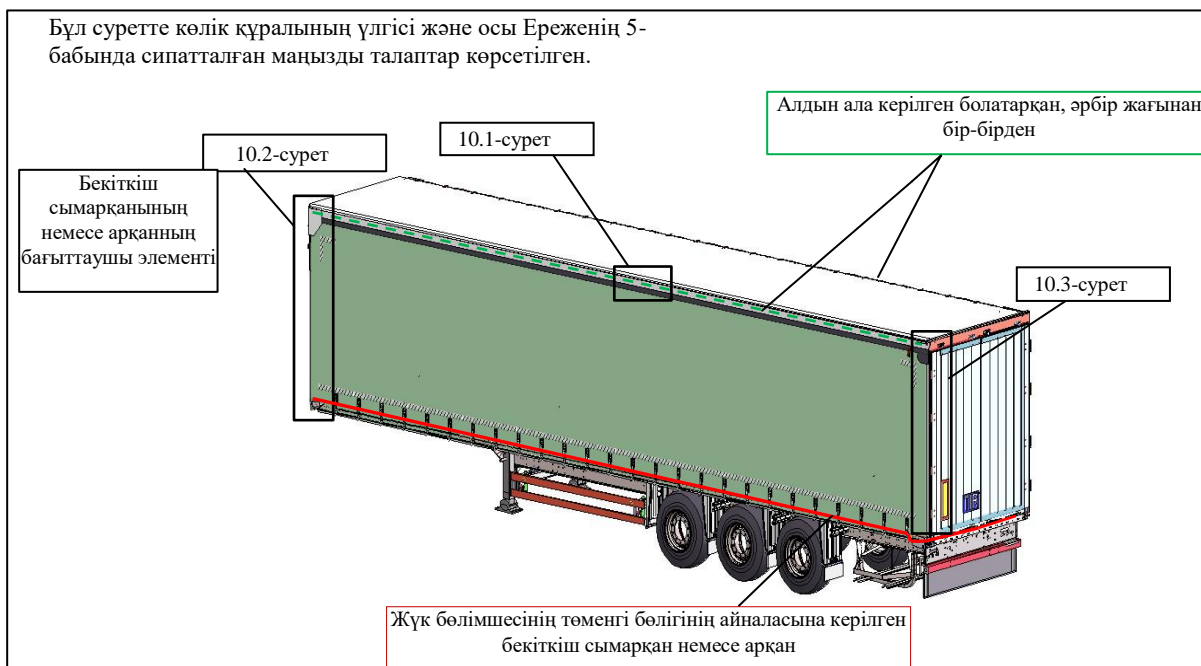 Бұл суретте көлік құралының үлгісі және осы Ереженің 5-
бабында сипатталған маңызды талаптар көрсетілген.
Алдын ала керілген болатарқан, әрбір жағынан
бір-бірден
10.1-сурет
10.2-сурет
Бекіткіш
сымарқанының
немесе арқанның
бағыттаушы элементі
10.3-сурет
Жүк бөлімшесінің төменгі бөлігінің айналасына керілген
бекіткіш сымарқан немесе арқан